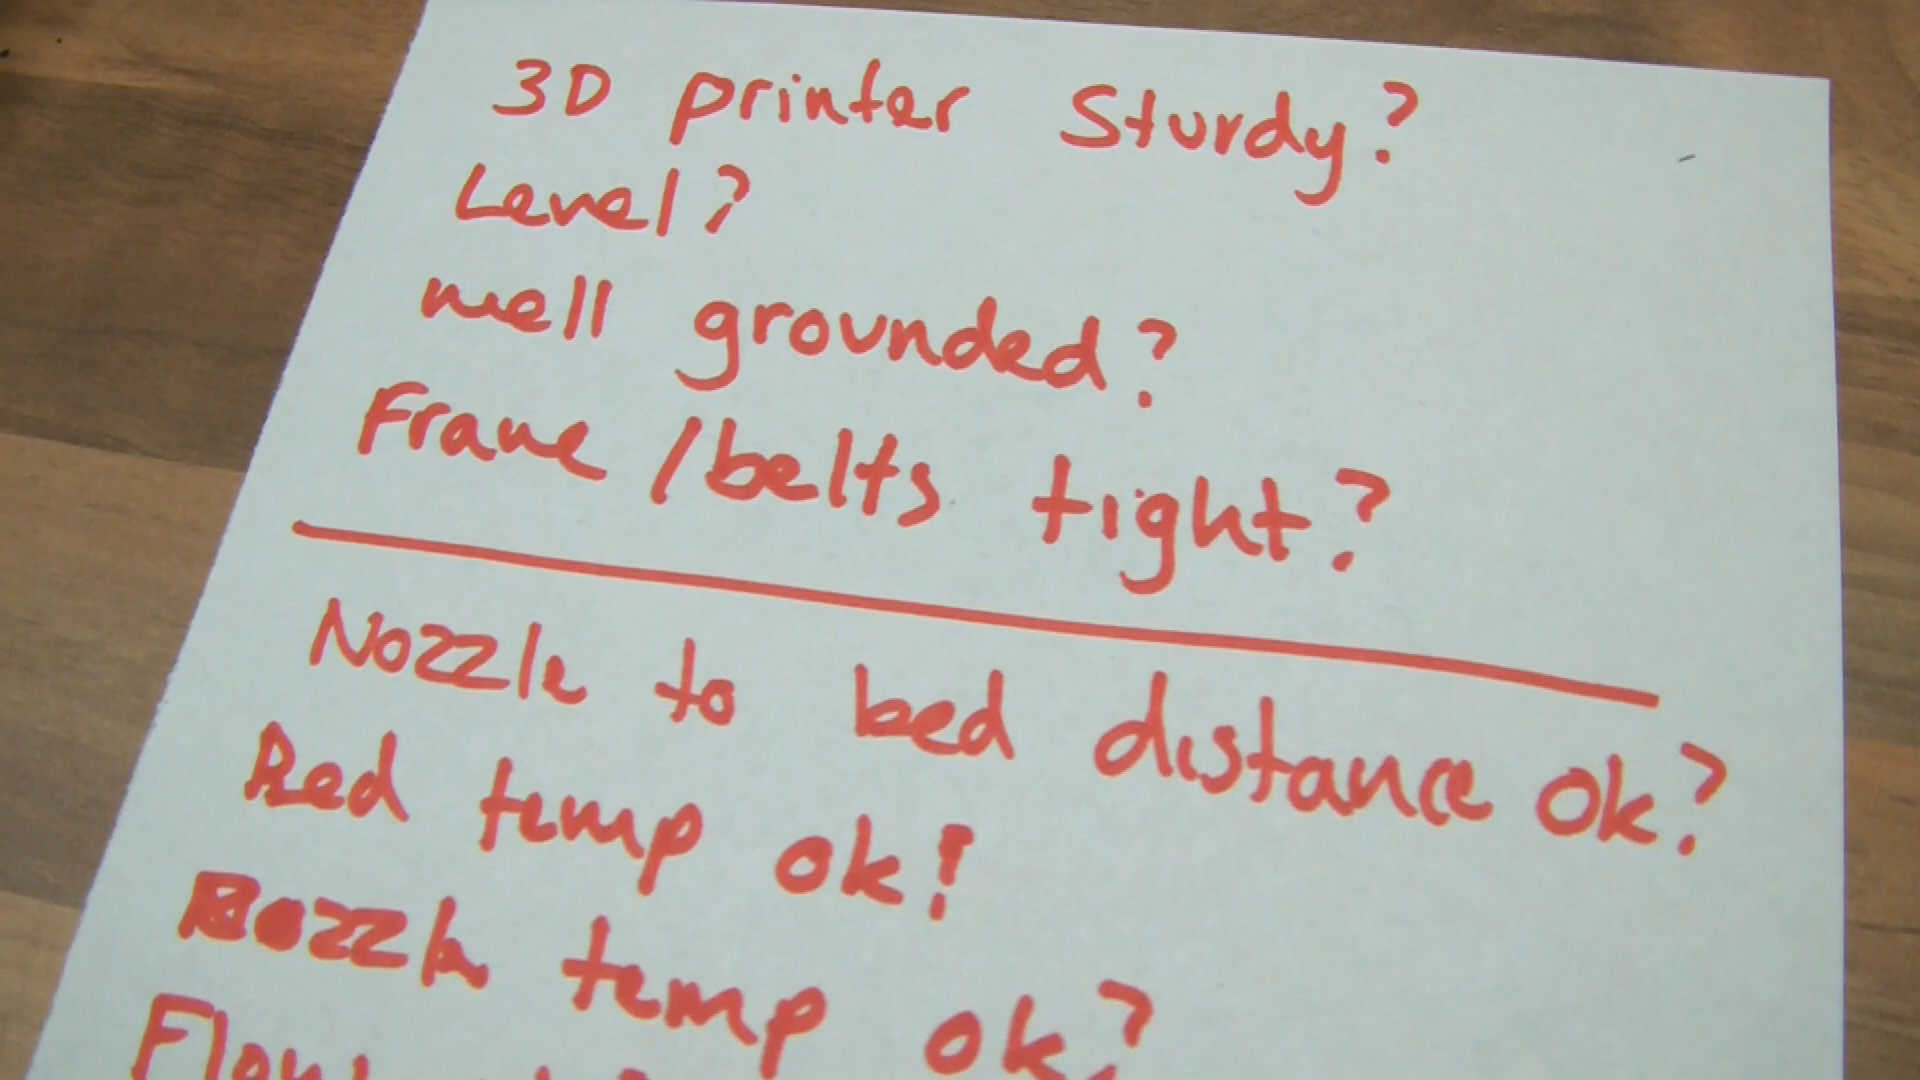 3D printer Sturdy?
Level?
well grounded?
Frame / belts tight?
Nozzle to bed distance ok?
Bed temp ok!
Nozzle temp ok?